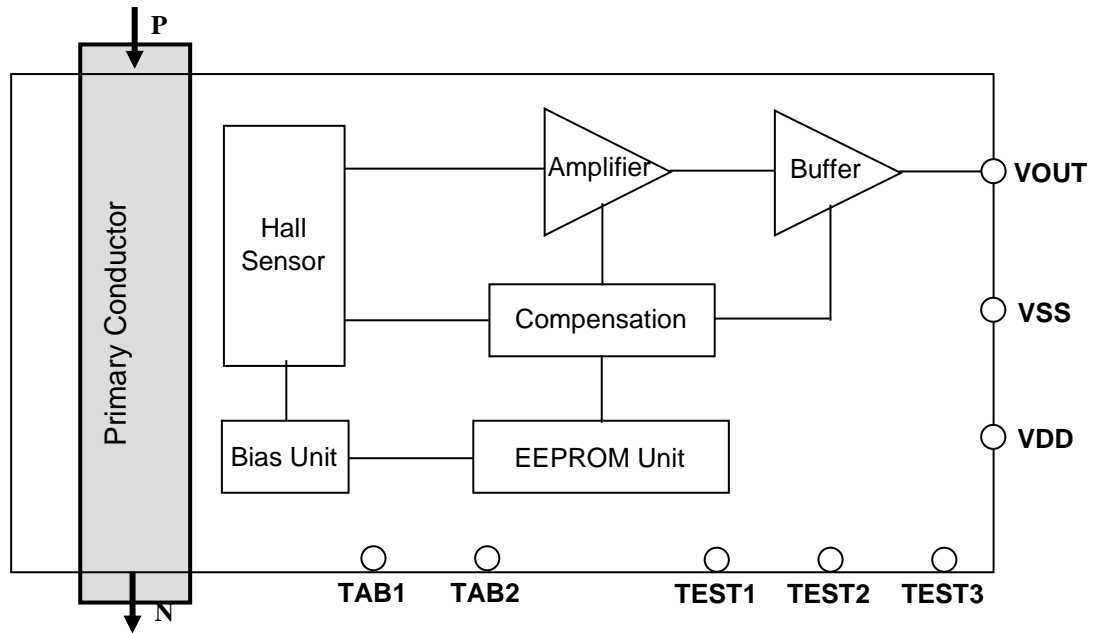 P
Primary Conductor
Hall
Sensor
Amplifier
Buffer
VOUT
Compensation
VSS
Bias Unit
EEPROM Unit
VDD
TAB1
TAB2
TEST1
TEST2
TEST3
N